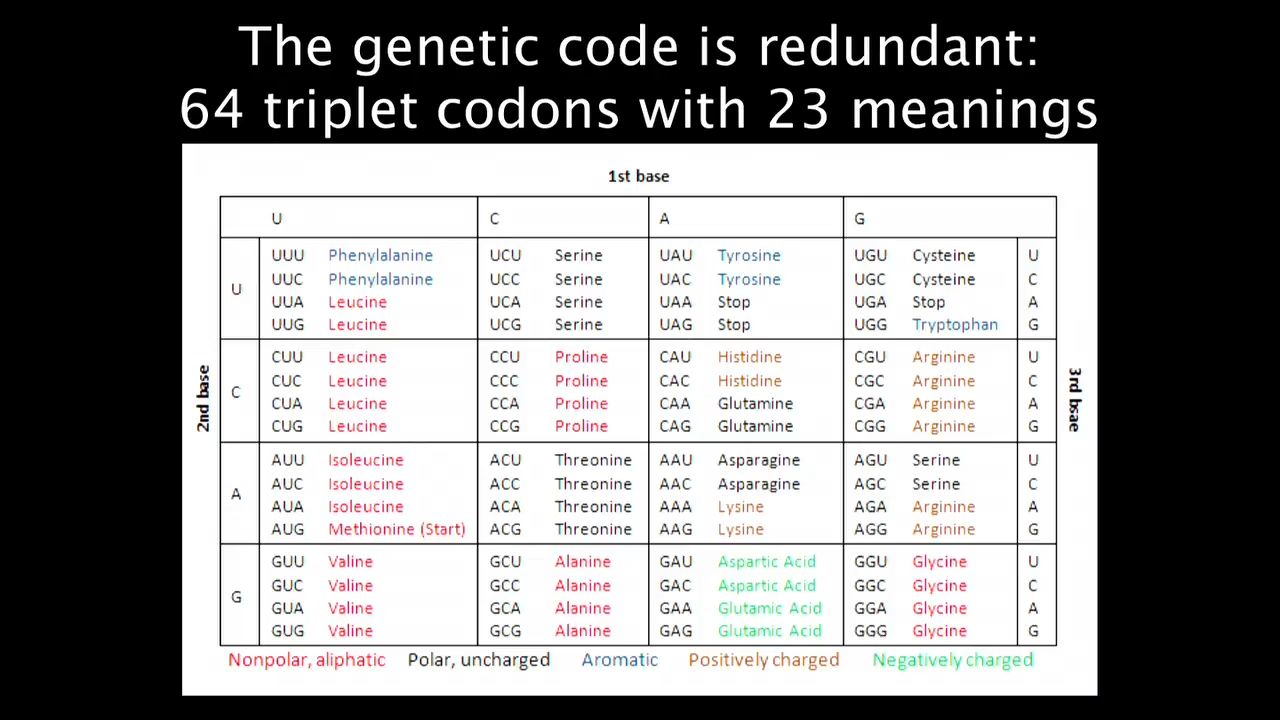 The genetic code is redundant:
64 triplet codons with 23 meanings
1st base
U C A G
UUU Phenylalanine UCU Serine UAU Tyrosine UGU Cysteine U
UUC Phenylalanine UCC Serine UAC Tyrosine UGC Cysteine C
U
UUA Leucine UCA Serine UAA Stop UGA Stop A
UUG Leucine UCG Serine UAG Stop UGG Tryptophan G
CUU Leucine CCU Proline CAU Histidine CGU Arginine U
CUC Leucine CCC Proline CAC Histidine CGC Arginine C
C
CUA Leucine CCA Proline CAA Glutamine CGA Arginine A
CUG Leucine CCG Proline CAG Glutamine CGG Arginine G
2nd base
3rd bsae
AUU Isoleucine ACU Threonine AAU Asparagine AGU Serine U
AUC Isoleucine ACC Threonine AAC Asparagine AGC Serine C
A
AUA Isoleucine ACA Threonine AAA Lysine AGA Arginine A
AUG Methionine (Start) ACG Threonine AAG Lysine AGG Arginine G
GUU Valine GCU Alanine GAU Aspartic Acid GGU Glycine U
GUC Valine GCC Alanine GAC Aspartic Acid GGC Glycine C
G
GUA Valine GCA Alanine GAA Glutamic Acid GGA Glycine A
GUG Valine GCG Alanine GAG Glutamic Acid GGG Glycine G
Nonpolar, aliphatic Polar, uncharged Aromatic Positively charged Negatively charged